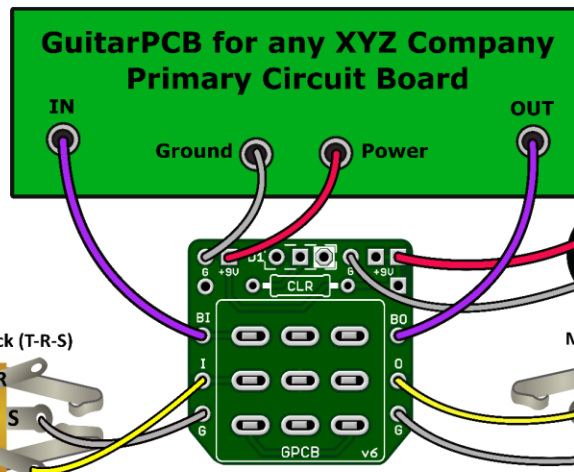 GuitarPCB for any XYZ Company
Primary Circuit Board
IN
OUT
Ground
Power
D1
G
+9V
G
+9V
CLR
BI
BO
ck (T-R-S)
N
I
O
R
S
G
G
GPCB
v6